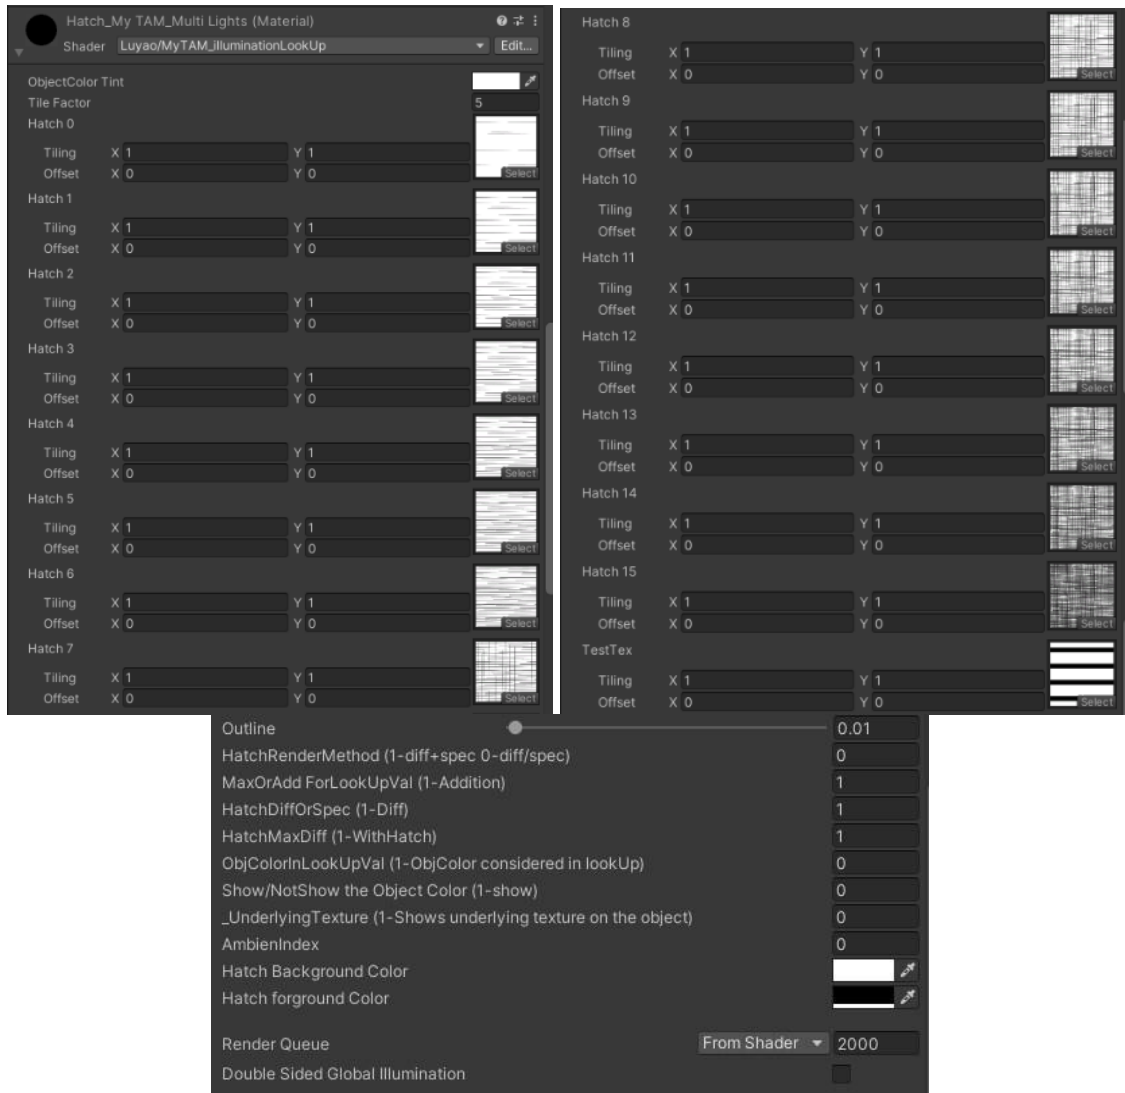 Hatch_My TAM_Multi Lights (Material)
Shader Luyao/MyTAM_illuminationLookUp Edit...
ObjectColor Tint
Tile Factor 5
Hatch 0
Tiling X 1 Y 1
Offset X 0 Y 0 Select
Hatch 1
Tiling X 1 Y 1
Offset X 0 Y 0 Select
Hatch 2
Tiling X 1 Y 1
Offset X 0 Y 0 Select
Hatch 3
Tiling X 1 Y 1
Offset X 0 Y 0 Select
Hatch 4
Tiling X 1 Y 1
Offset X 0 Y 0 Select
Hatch 5
Tiling X 1 Y 1
Offset X 0 Y 0 Select
Hatch 6
Tiling X 1 Y 1
Offset X 0 Y 0 Select
Hatch 7
Tiling X 1 Y 1
Offset X 0 Y 0 Select
Hatch 8
Tiling X 1 Y 1
Offset X 0 Y 0 Select
Hatch 9
Tiling X 1 Y 1
Offset X 0 Y 0 Select
Hatch 10
Tiling X 1 Y 1
Offset X 0 Y 0 Select
Hatch 11
Tiling X 1 Y 1
Offset X 0 Y 0 Select
Hatch 12
Tiling X 1 Y 1
Offset X 0 Y 0 Select
Hatch 13
Tiling X 1 Y 1
Offset X 0 Y 0 Select
Hatch 14
Tiling X 1 Y 1
Offset X 0 Y 0 Select
Hatch 15
Tiling X 1 Y 1
Offset X 0 Y 0 Select
TestTex
Tiling X 1 Y 1
Offset X 0 Y 0 Select
Outline 0.01
HatchRenderMethod (1-diff+spec 0-diff/spec) 0
MaxOrAdd ForLookUpVal (1-Addition) 1
HatchDiffOrSpec (1-Diff) 1
HatchMaxDiff (1-WithHatch) 1
ObjColorInLookUpVal (1-ObjColor considered in lookUp) 0
Show/NotShow the Object Color (1-show) 0
_UnderlyingTexture (1-Shows underlying texture on the object) 0
AmbienIndex 0
Hatch Background Color
Hatch forground Color
Render Queue From Shader 2000
Double Sided Global Illumination